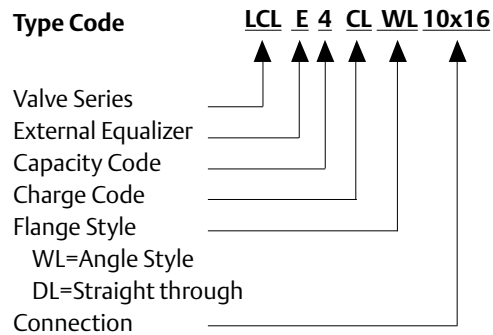 Type Code LCL E 4 CL WL 10x16
Valve Series
External Equalizer
Capacity Code
Charge Code
Flange Style
WL=Angle Style
DL=Straight through
Connection